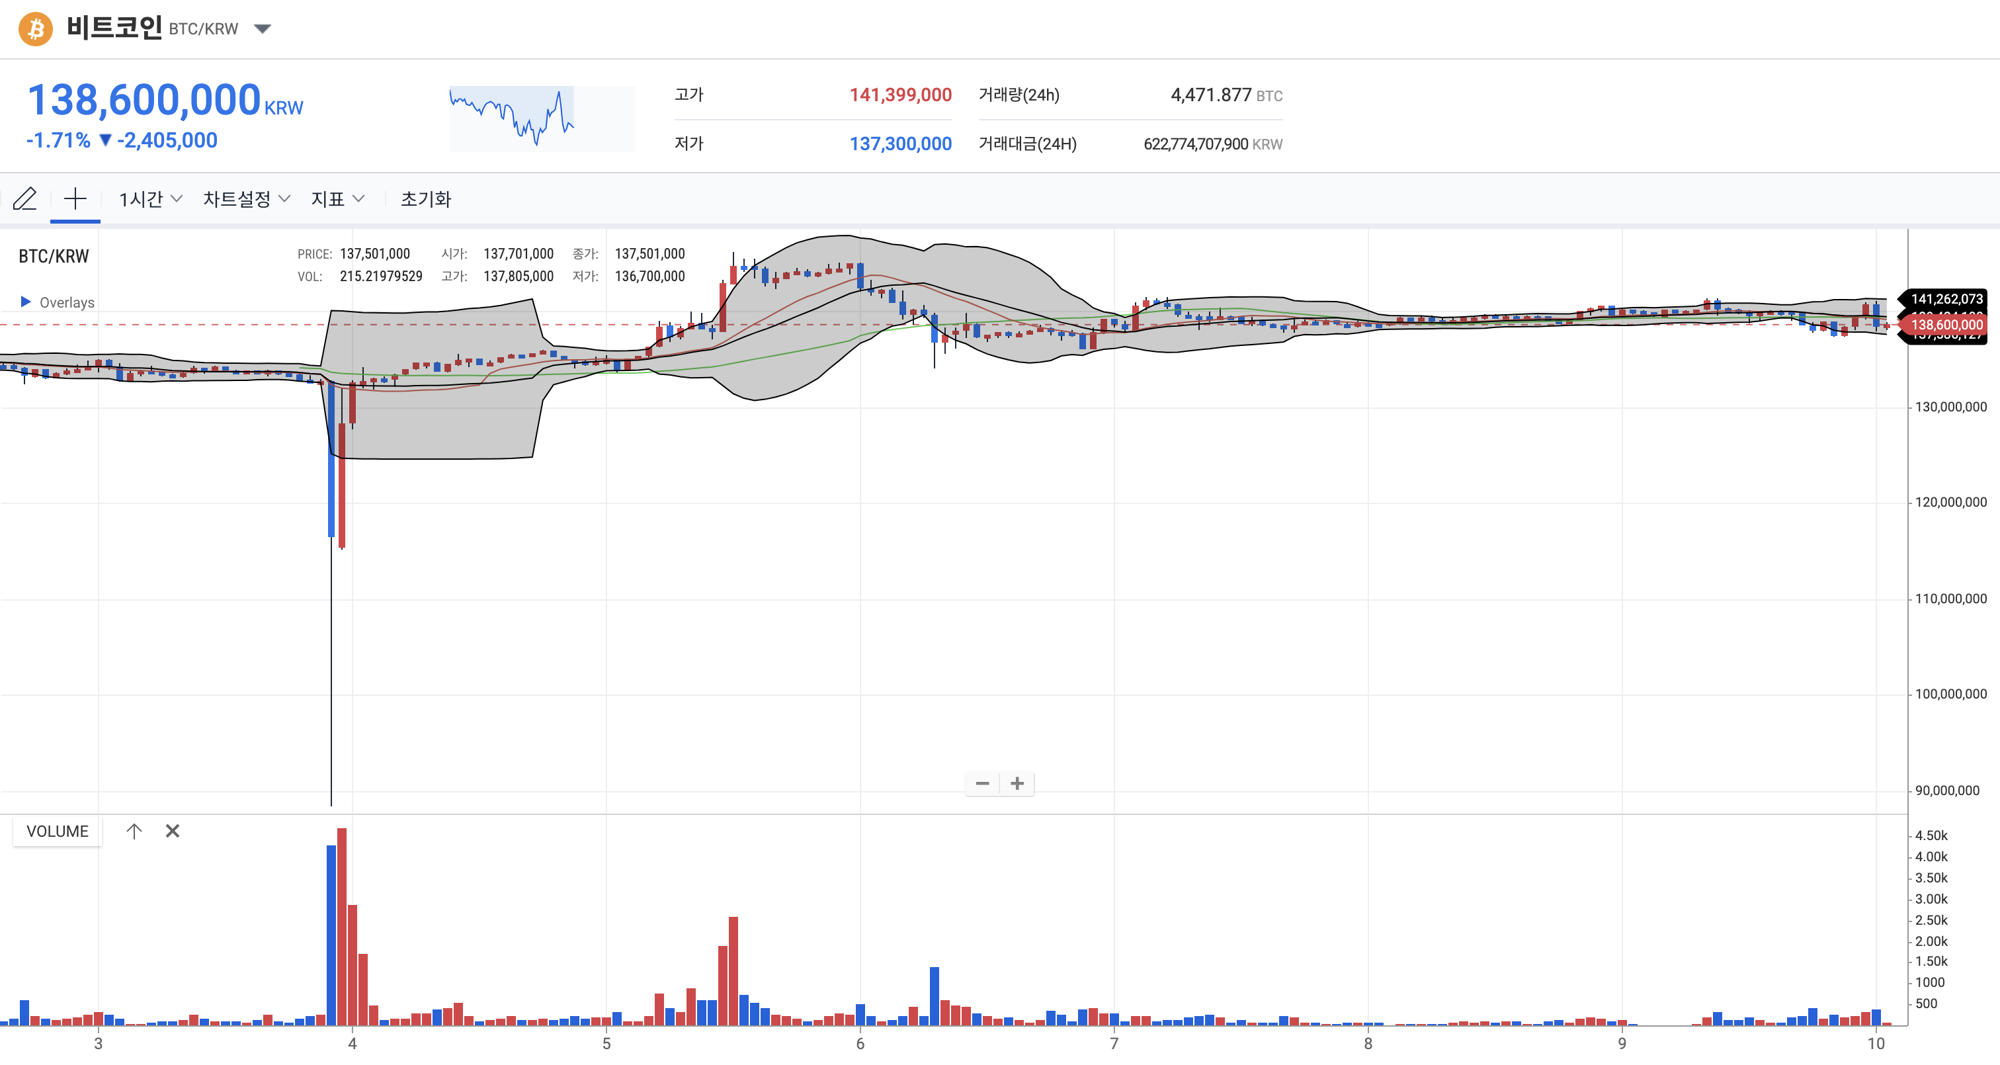 비트코인 BTC/KRW
138,600,000 KRW
-1.71% ▼ -2,405,000
고가 141,399,000 거래량(24h) 4,471.877 BTC
저가 137,300,000 거래대금(24H) 622,774,707,900 KRW
1시간 차트설정 지표 초기화
BTC/KRW
PRICE: 137,501,000 시가: 137,701,000 종가: 137,501,000
VOL: 215.21979529 고가: 137,805,000 저가: 136,700,000
Overlays
141,262,073
138,600,000
130,000,000
120,000,000
110,000,000
100,000,000
90,000,000
VOLUME
4.50k
4.00k
3.50k
3.00k
2.50k
2.00k
1.50k
1000
500
3 4 5 6 7 8 9 10